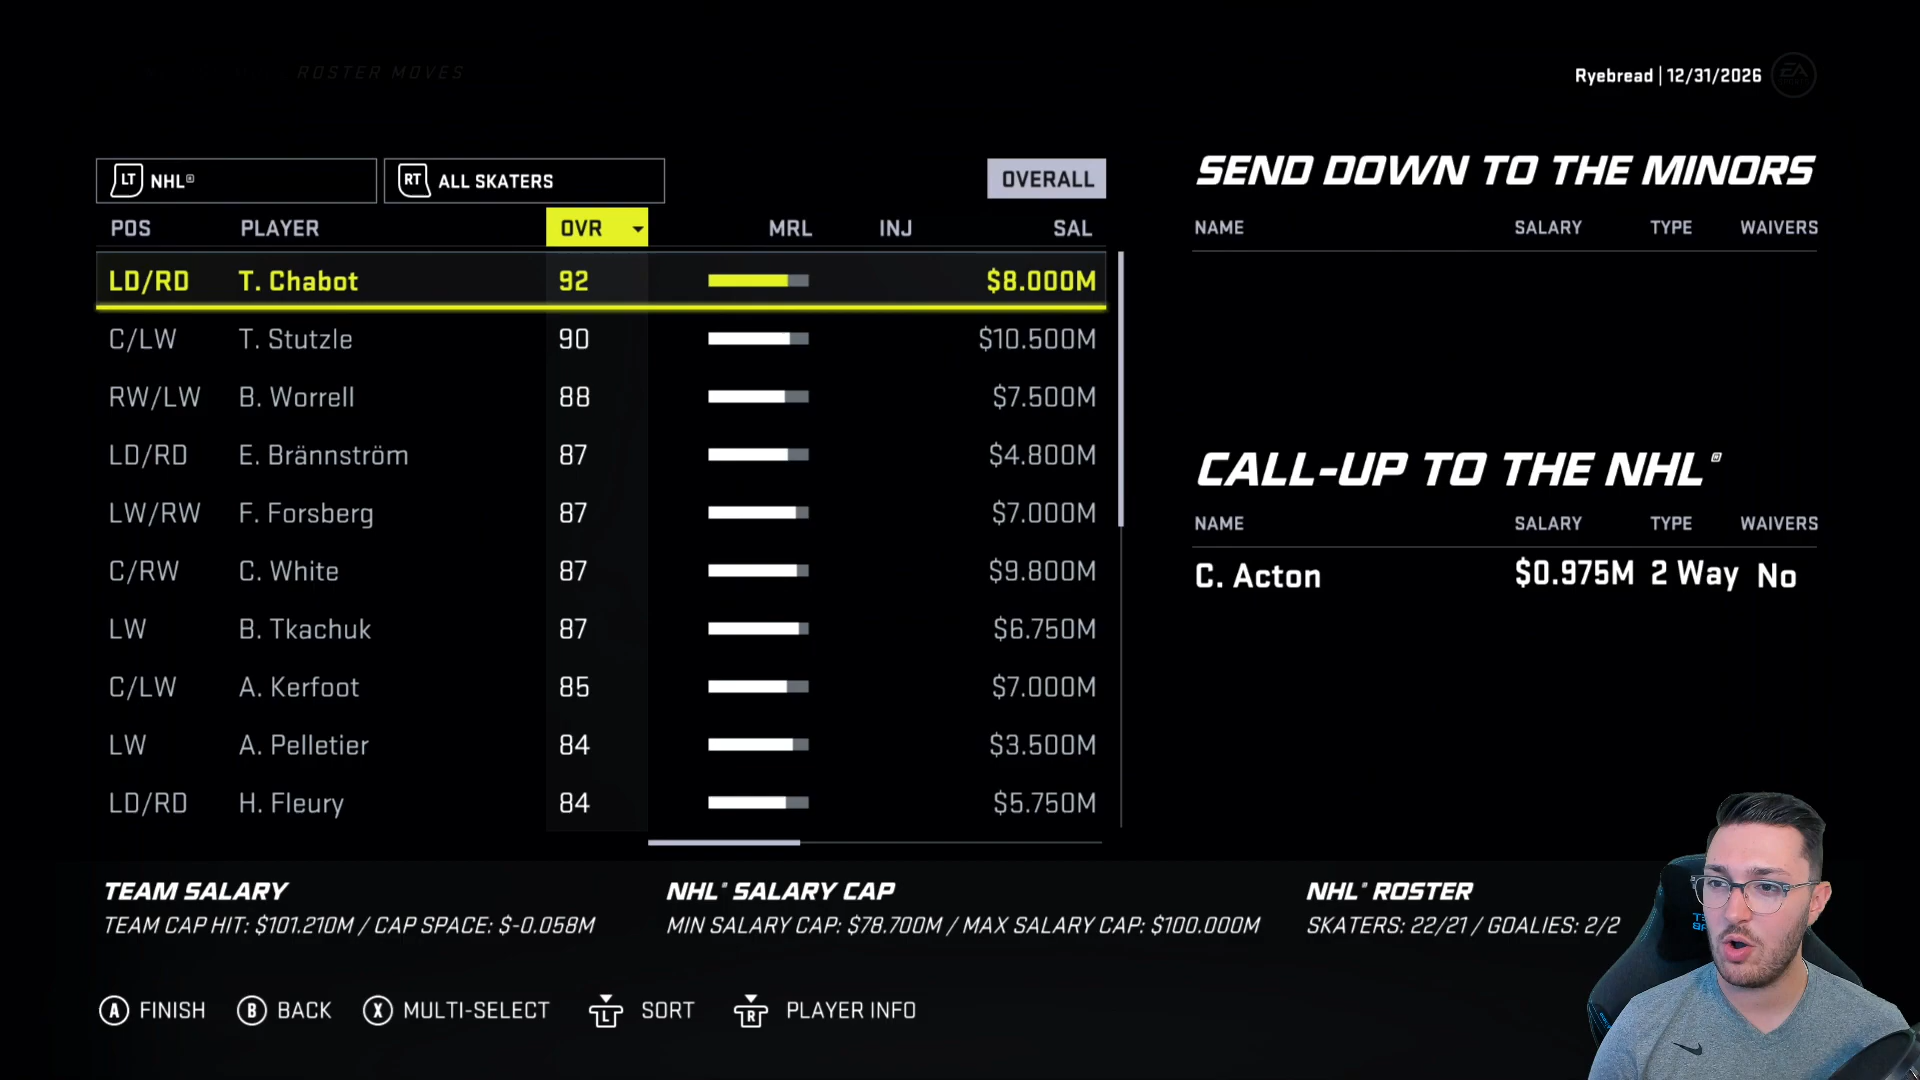 ROSTER MOVES
Ryebread | 12/31/2026
EA
LT NHL®
RT ALL SKATERS
OVERALL
POS PLAYER OVR MRL INJ SAL
LD/RD T. Chabot 92 $8.000M
C/LW T. Stutzle 90 $10.500M
RW/LW B. Worrell 88 $7.500M
LD/RD E. Brännström 87 $4.800M
LW/RW F. Forsberg 87 $7.000M
C/RW C. White 87 $9.800M
LW B. Tkachuk 87 $6.750M
C/LW A. Kerfoot 85 $7.000M
LW A. Pelletier 84 $3.500M
LD/RD H. Fleury 84 $5.750M
SEND DOWN TO THE MINORS
NAME SALARY TYPE WAIVERS
CALL-UP TO THE NHL®
NAME SALARY TYPE WAIVERS
C. Acton $0.975M 2 Way No
TEAM SALARY
TEAM CAP HIT: $101.210M / CAP SPACE: $-0.058M
NHL® SALARY CAP
MIN SALARY CAP: $78.700M / MAX SALARY CAP: $100.000M
NHL® ROSTER
SKATERS: 22/21 / GOALIES: 2/2
A FINISH B BACK X MULTI-SELECT L SORT R PLAYER INFO